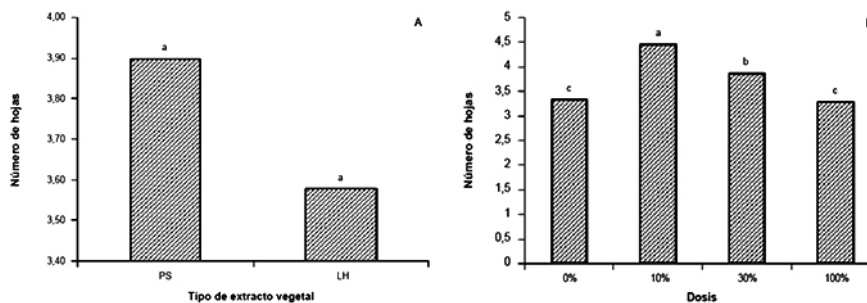 A
Número de hojas
4,00
3,90
3,80
3,70
3,60
3,50
3,40
a
a
PS
LH
Tipo de extracto vegetal
Número de hojas
5
4,5
4
3,5
3
2,5
2
1,5
1
0,5
0
c
a
b
c
0%
10%
30%
100%
Dosis